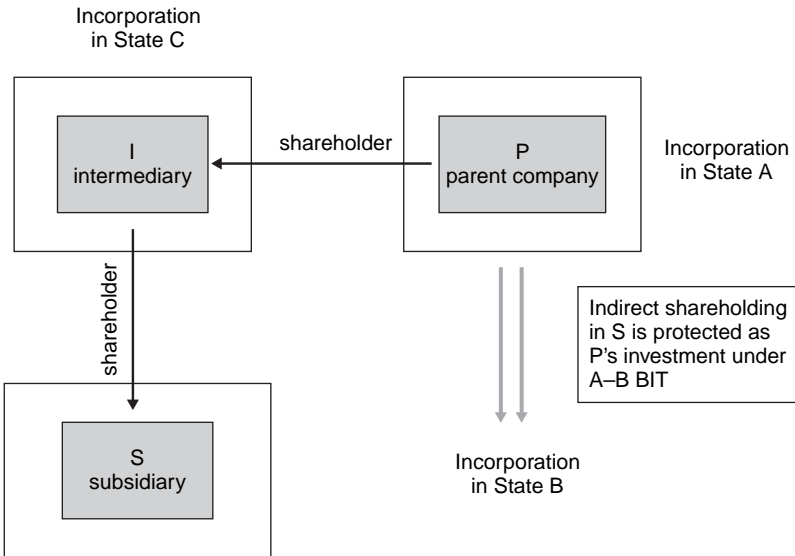 Incorporation
in State C
I
intermediary
shareholder
P
parent company
Incorporation
in State A
shareholder
Indirect shareholding
in S is protected as
P's investment under
A–B BIT
S
subsidiary
Incorporation
in State B